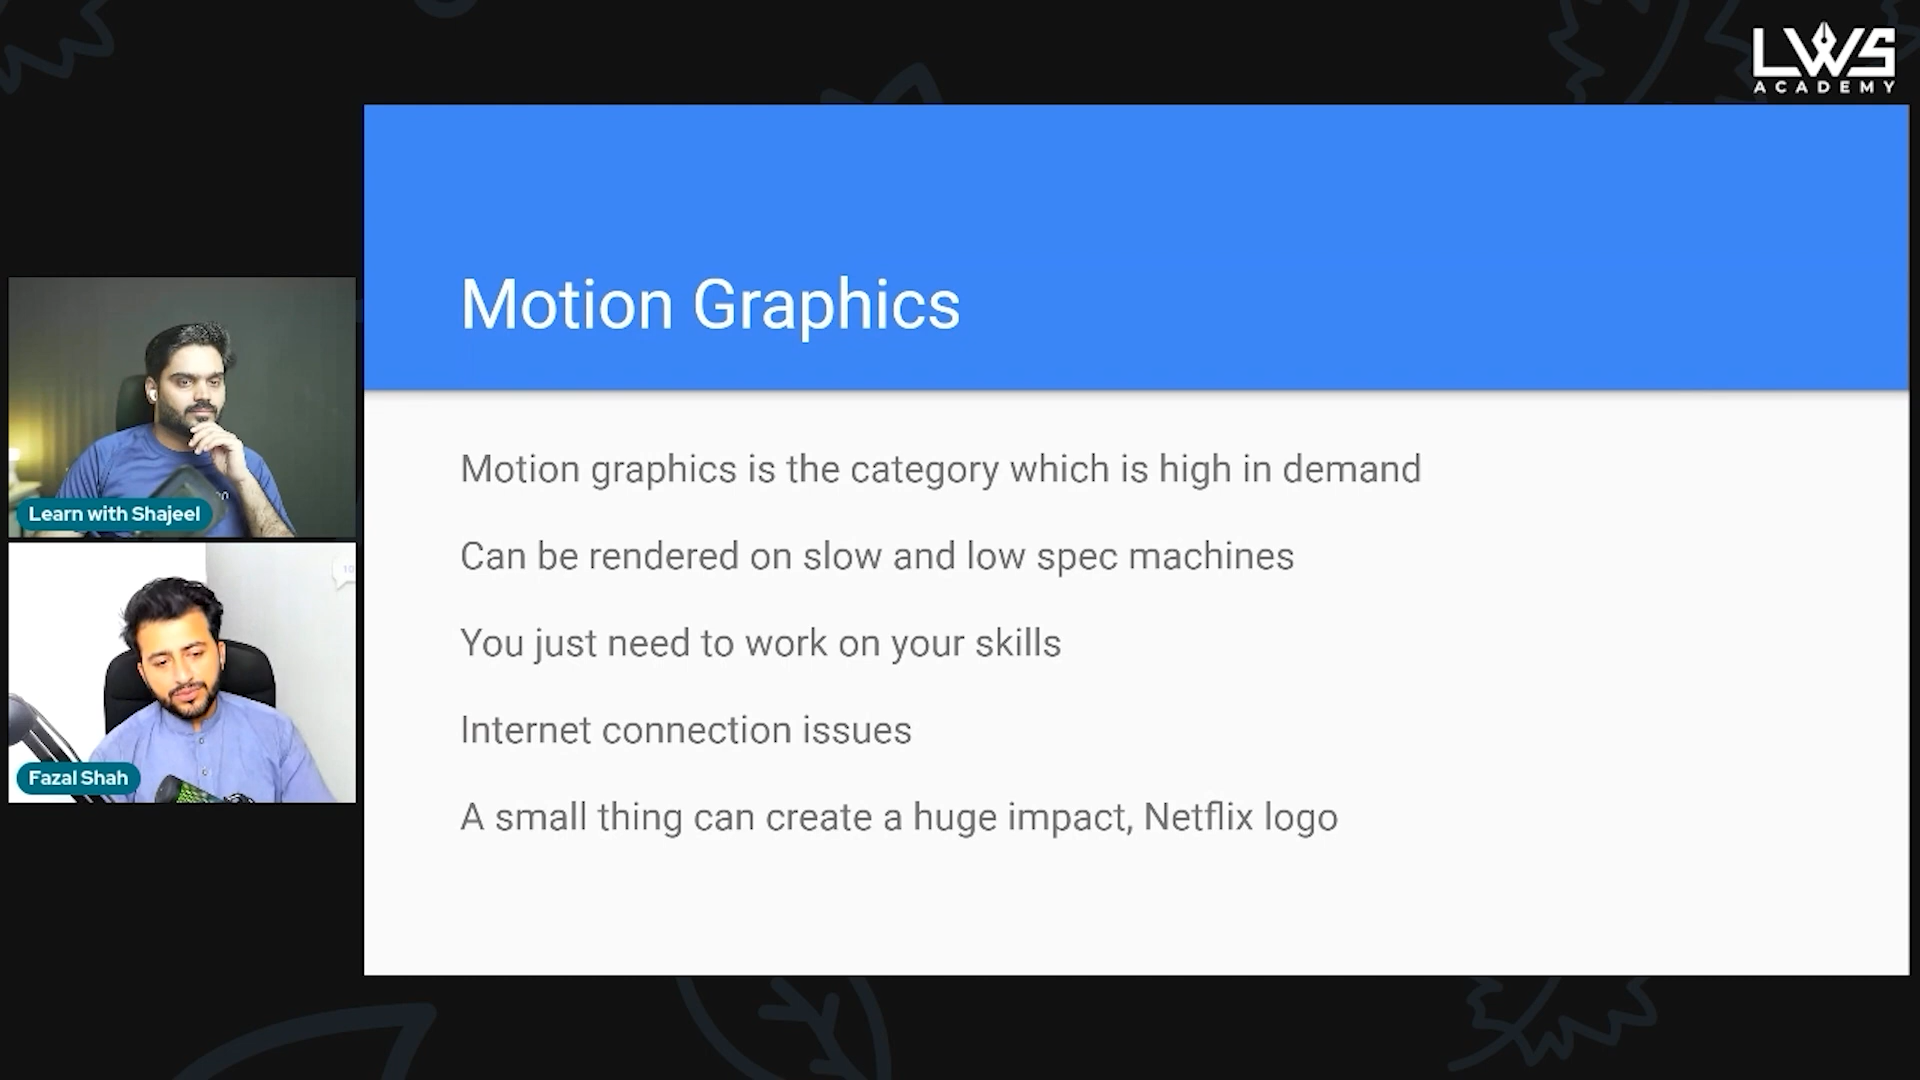 LWS
ACADEMY
Motion Graphics
Motion graphics is the category which is high in demand
Can be rendered on slow and low spec machines
You just need to work on your skills
Internet connection issues
A small thing can create a huge impact, Netflix logo
Learn with Shajeel
Fazal Shah